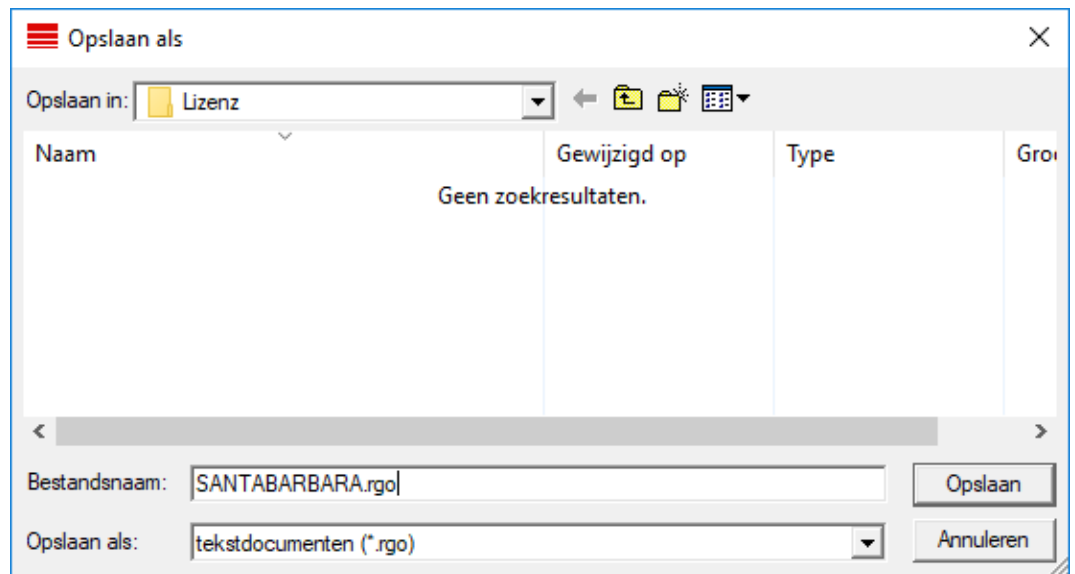 Opslaan als
Opslaan in: Lizenz
Naam Gewijzigd op Type Groo
Geen zoekresultaten.
Bestandsnaam: SANTABARBARA.rgo Opslaan
Opslaan als: tekstdocumenten (*.rgo) Annuleren